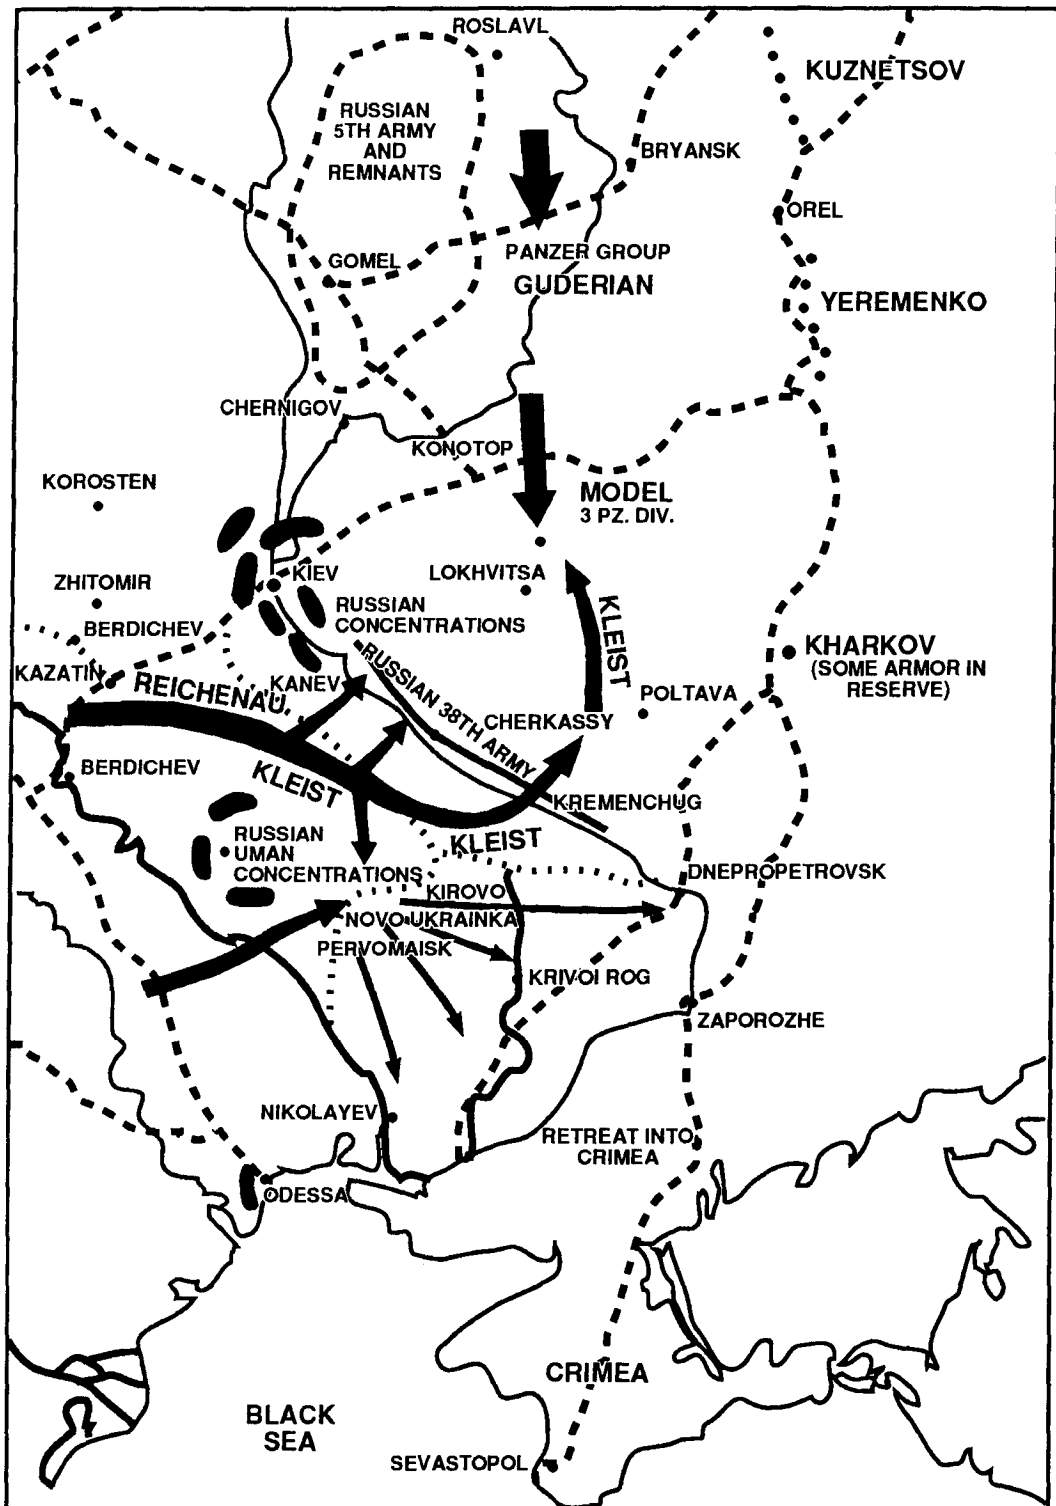 ROSLAVL
KUZNETSOV
RUSSIAN
5TH ARMY
AND
REMNANTS
BRYANSK
OREL
GOMEL
PANZER GROUP
GUDERIAN
YEREMENKO
CHERNIGOV
KONOTOP
KOROSTEN
MODEL
3 PZ. DIV.
KIEV
LOKHVITSA
ZHITOMIR
RUSSIAN
CONCENTRATIONS
KLEIST
BERDICHEV
KHARKOV
(SOME ARMOR IN
RESERVE)
KAZATIN
REICHENAU
KANEV
RUSSIAN 38TH ARMY
POLTAVA
CHERKASSY
BERDICHEV
KLEIST
KREMENCHUG
RUSSIAN
UMAN
CONCENTRATIONS
KLEIST
DNEPROPETROVSK
KIROVO
NOVO UKRAINKA
PERVOMAISK
KRIVOI ROG
ZAPOROZHE
NIKOLAYEV
RETREAT INTO
CRIMEA
ODESSA
CRIMEA
BLACK
SEA
SEVASTOPOL